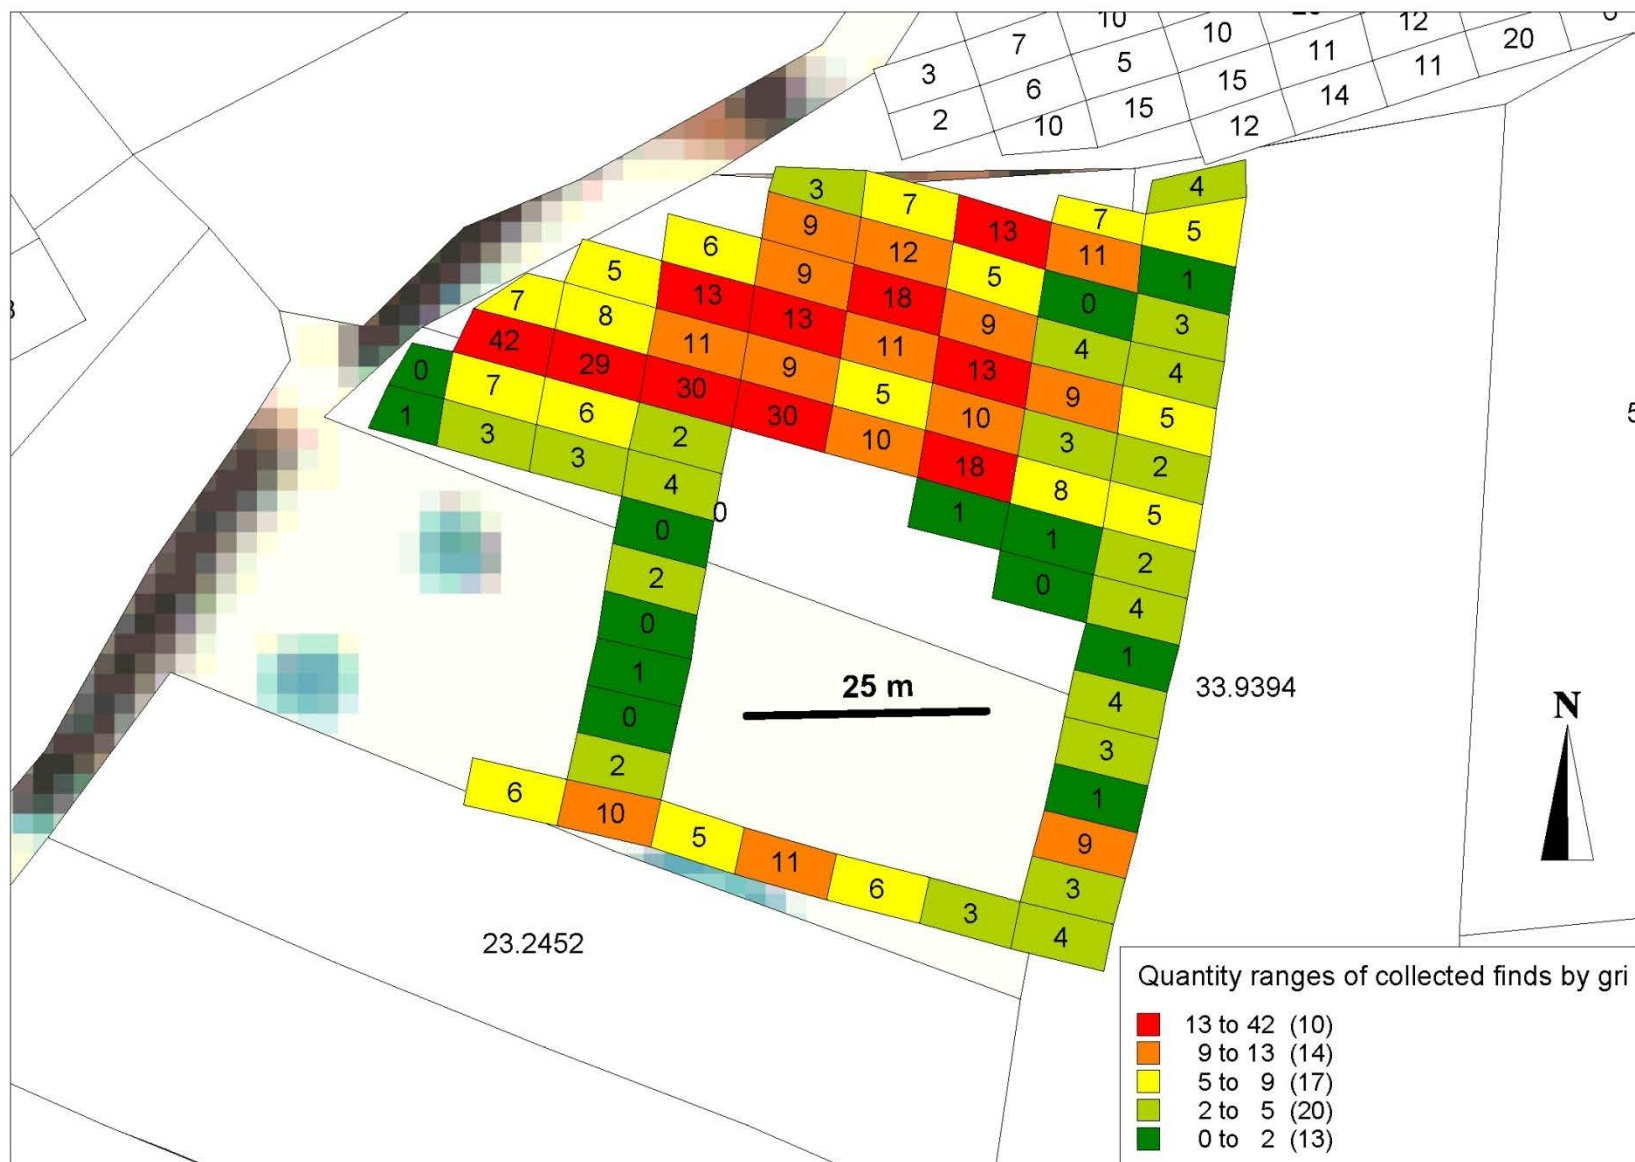 10 12
7 10 20
3 5 11 11
6 15 14
2 15 12
10
4
3 7 7 5
9 13
6 12 11 1
5 9 5 0 3
7 13 18
8 13 9 4
42 11 11 4
0 29 9 13
7 30 5 9 5
1 6 30 10
3 2 10 3 2
3 18
4 8 5
0 0 1
1 2
2 0
0 4
1 1
25 m 33.9394
0 4
3
2
6 1
10
5 9
11
6 3
3
4
23.2452
N
Quantity ranges of collected finds by gri
13 to 42 (10)
9 to 13 (14)
5 to 9 (17)
2 to 5 (20)
0 to 2 (13)